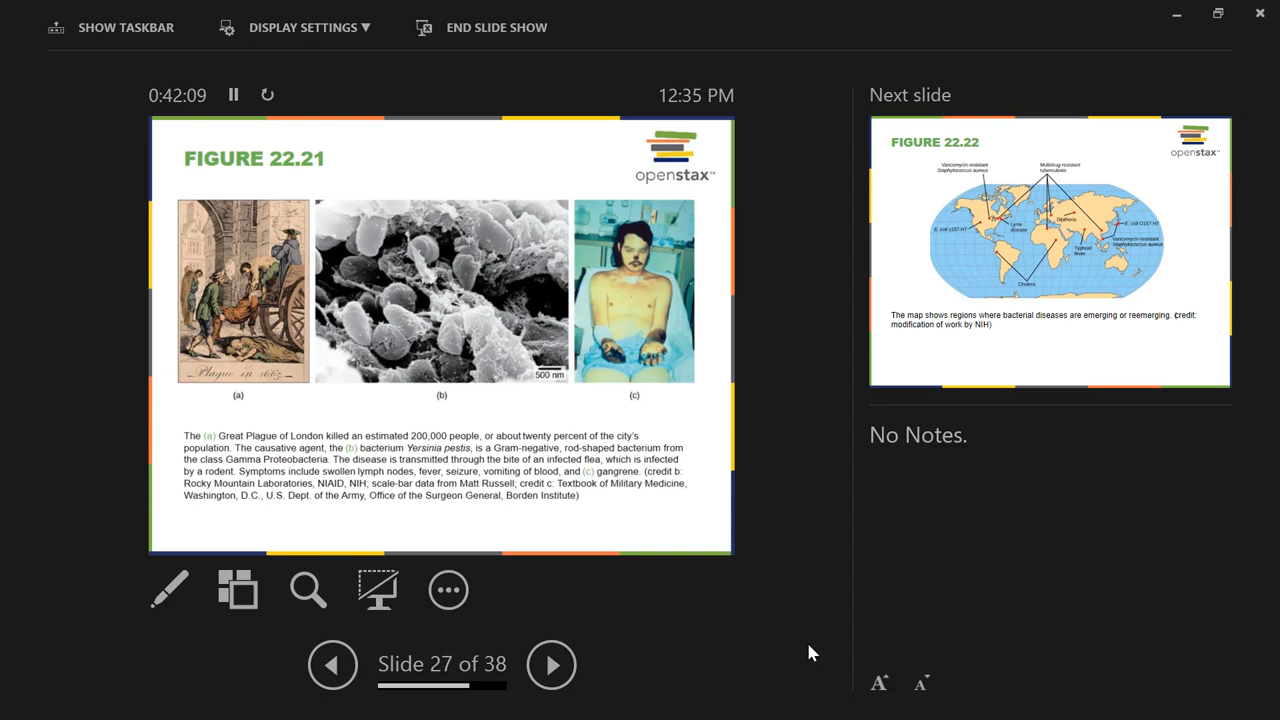 SHOW TASKBAR
DISPLAY SETTINGS ▼
END SLIDE SHOW
0:42:09
12:35 PM
FIGURE 22.21
openstax™
Plague in 1665
500 nm
(a)
(b)
(c)
The (a) Great Plague of London killed an estimated 200,000 people, or about twenty percent of the city's
population. The causative agent, the (b) bacterium Yersinia pestis, is a Gram-negative, rod-shaped bacterium from
the class Gamma Proteobacteria. The disease is transmitted through the bite of an infected flea, which is infected
by a rodent. Symptoms include swollen lymph nodes, fever, seizure, vomiting of blood, and (c) gangrene. (credit b:
Rocky Mountain Laboratories, NIAID, NIH; scale-bar data from Matt Russell; credit c: Textbook of Military Medicine,
Washington, D.C., U.S. Dept. of the Army, Office of the Surgeon General, Borden Institute)
Slide 27 of 38
Next slide
FIGURE 22.22
openstax™
Vancomycin-resistant
Staphylococcus aureus
Multidrug-resistant
tuberculosis
E. coli o157:H7
Lyme
disease
Diptheria
E. coli O157:H7
Typhoid
fever
Vancomycin-resistant
Staphylococcus aureus
Cholera
The map shows regions where bacterial diseases are emerging or reemerging. (credit:
modification of work by NIH)
No Notes.
A A